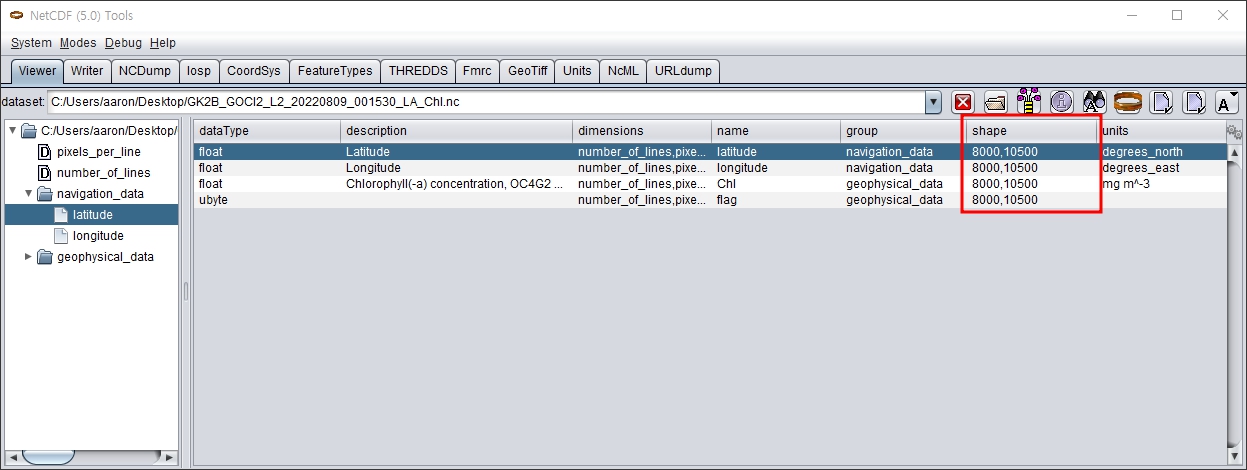 NetCDF (5.0) Tools
System Modes Debug Help
Viewer Writer NCDump Iosp CoordSys FeatureTypes THREDDS Fmrc GeoTiff Units NcML URLdump
dataset: C:/Users/aaron/Desktop/GK2B_GOCI2_L2_20220809_001530_LA_Chl.nc
C:/Users/aaron/Desktop/
pixels_per_line
number_of_lines
navigation_data
latitude
longitude
geophysical_data
dataType description dimensions name group shape units
float Latitude number_of_lines,pixe... latitude navigation_data 8000,10500 degrees_north
float Longitude number_of_lines,pixe... longitude navigation_data 8000,10500 degrees_east
float Chlorophyll(-a) concentration, OC4G2 ... number_of_lines,pixe... Chl geophysical_data 8000,10500 mg m^-3
ubyte number_of_lines,pixe... flag geophysical_data 8000,10500